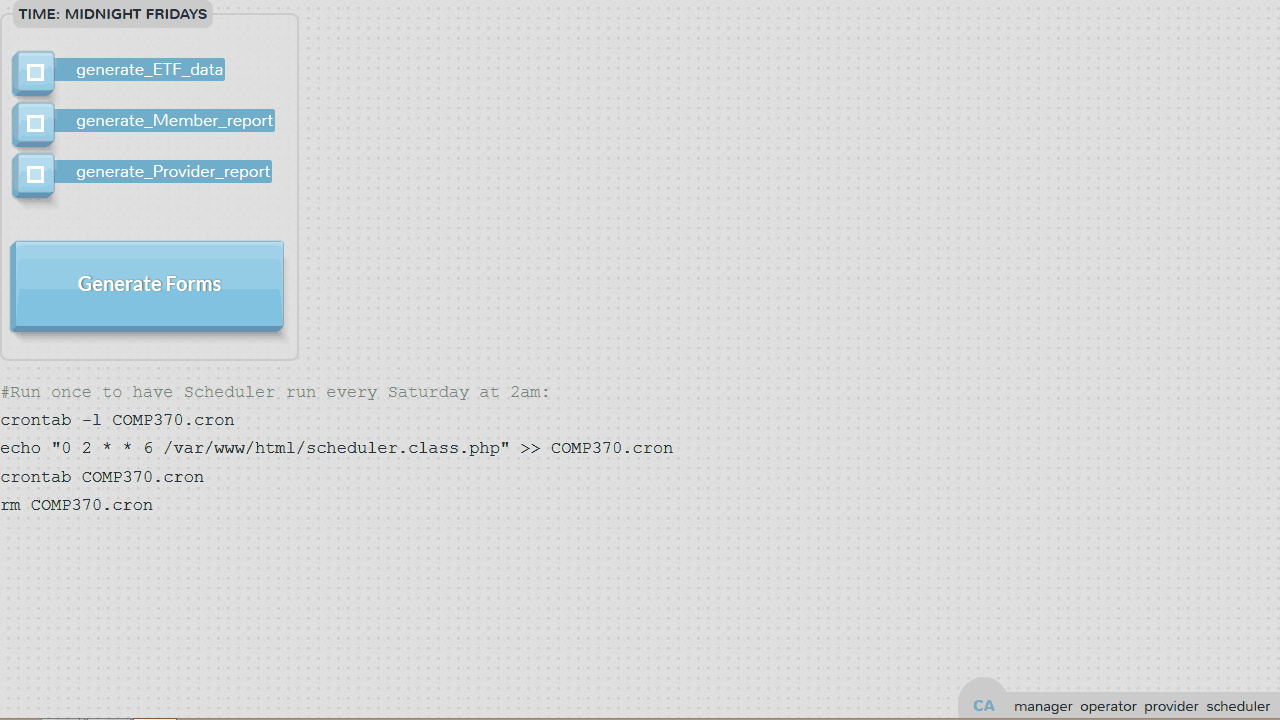 TIME: MIDNIGHT FRIDAYS
generate_ETF_data
generate_Member_report
generate_Provider_report
Generate Forms
#Run once to have Scheduler run every Saturday at 2am:
crontab -l COMP370.cron
echo "0 2 * * 6 /var/www/html/scheduler.class.php" >> COMP370.cron
crontab COMP370.cron
rm COMP370.cron
CA manager operator provider scheduler